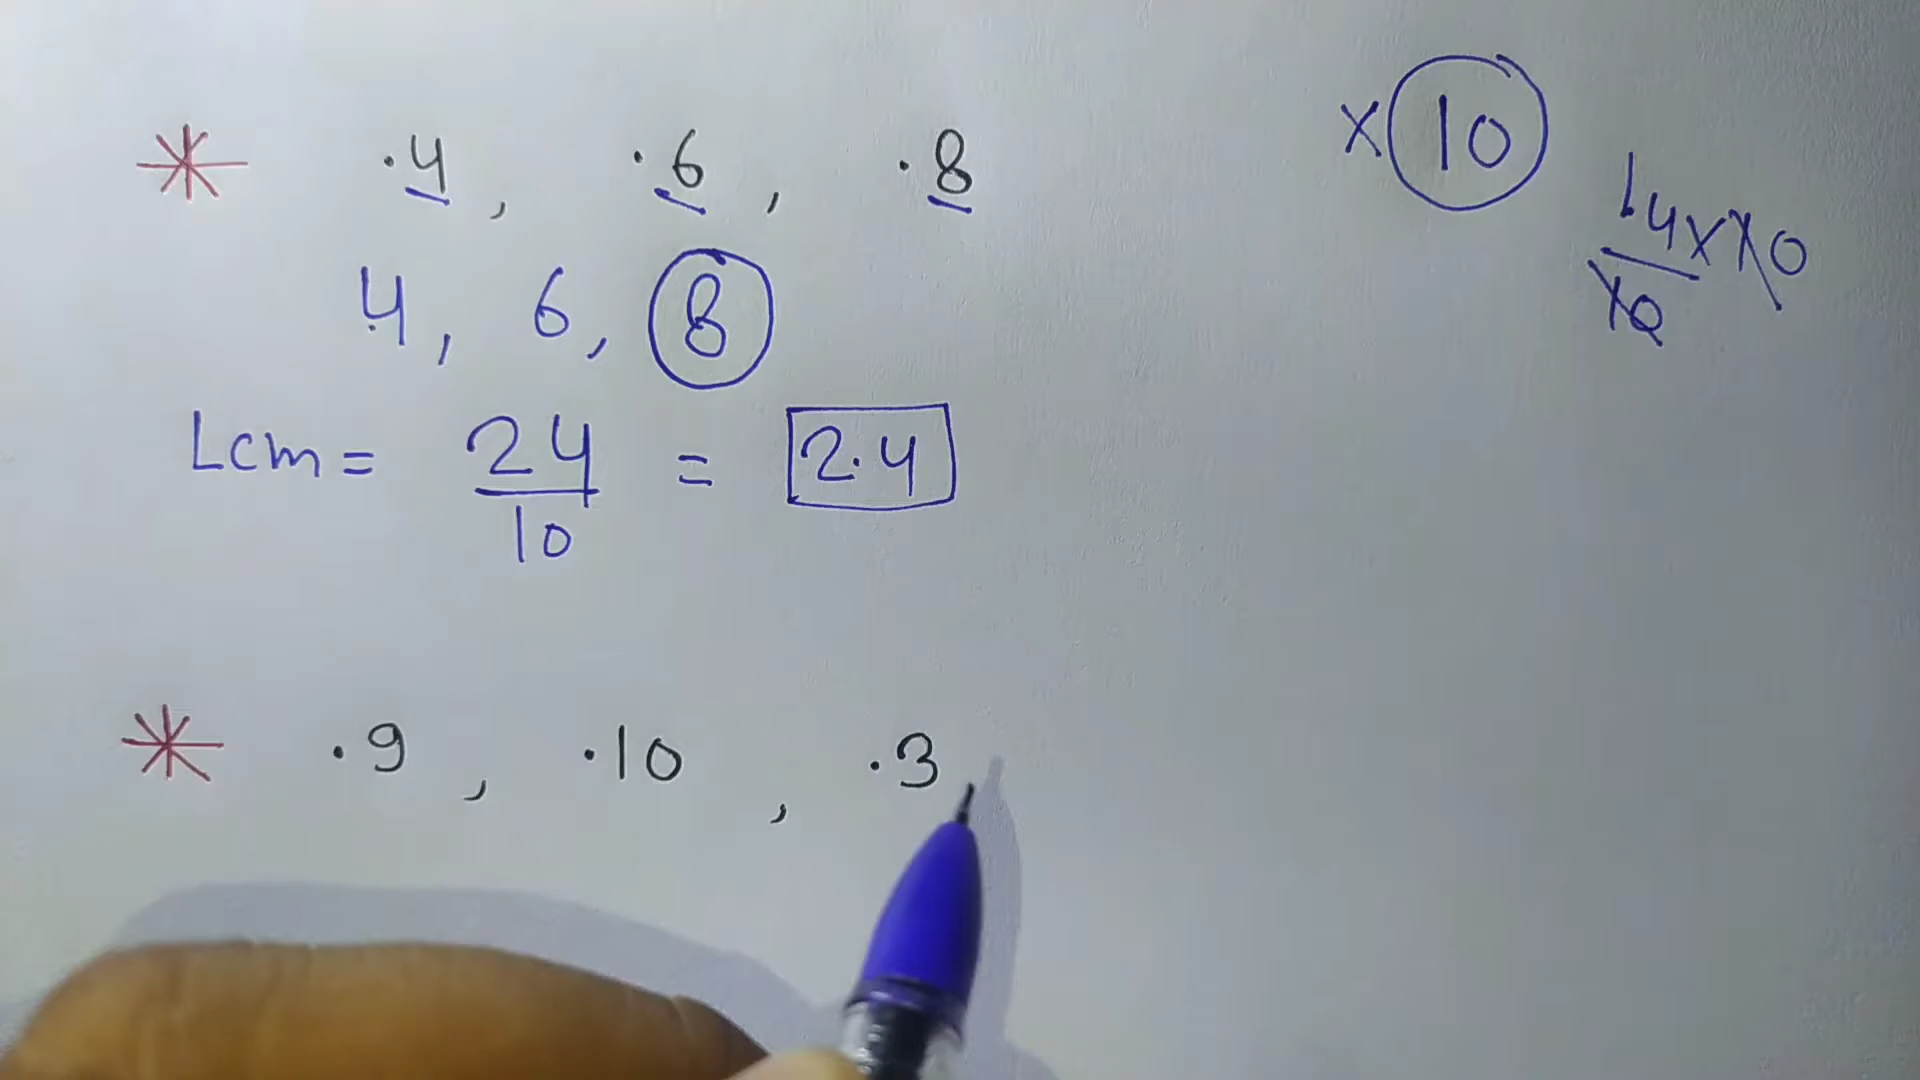 * .4 , .6 , .8
×10
.4×10
10
4, 6, 8
Lcm = 24/10 = 2.4
* .9 , .10 , .3